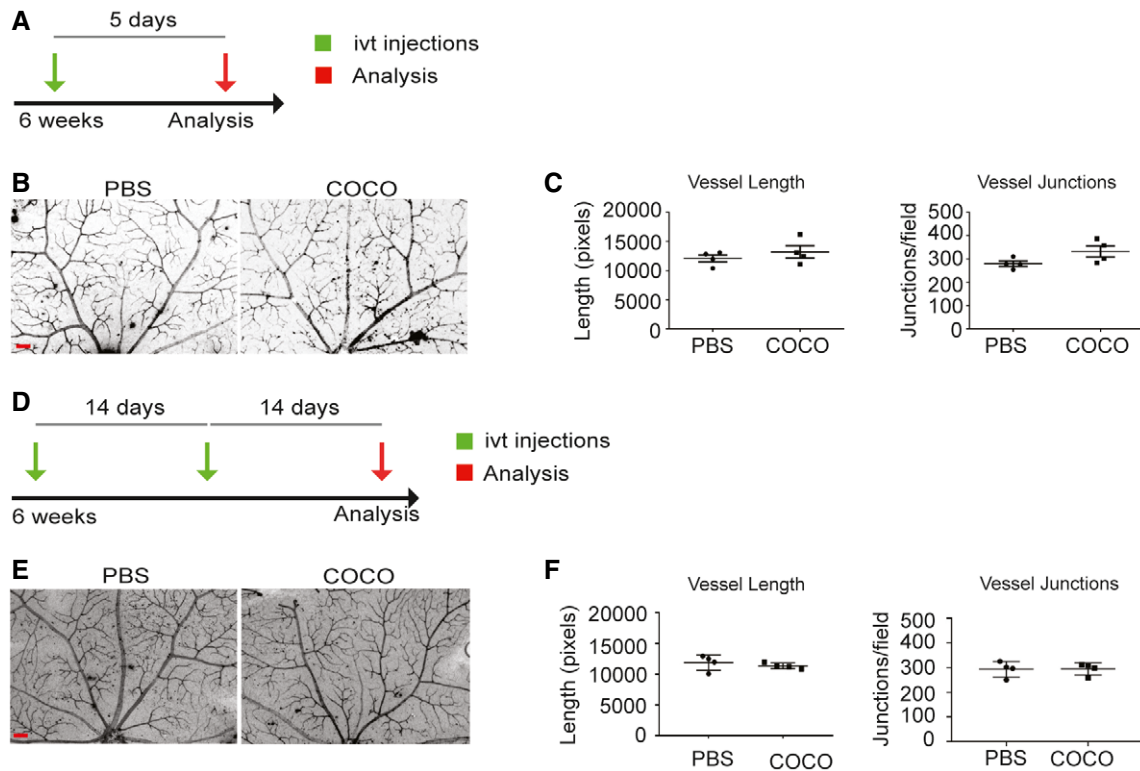 A
5 days
ivt injections
Analysis
6 weeks
Analysis
B
PBS
COCO
C
Vessel Length
Length (pixels)
20000
15000
10000
5000
0
PBS
COCO
Vessel Junctions
Junctions/field
500
400
300
200
100
0
PBS
COCO
D
14 days
14 days
ivt injections
Analysis
6 weeks
Analysis
E
PBS
COCO
F
Vessel Length
Length (pixels)
20000
15000
10000
5000
0
PBS
COCO
Vessel Junctions
Junctions/field
500
400
300
200
100
0
PBS
COCO